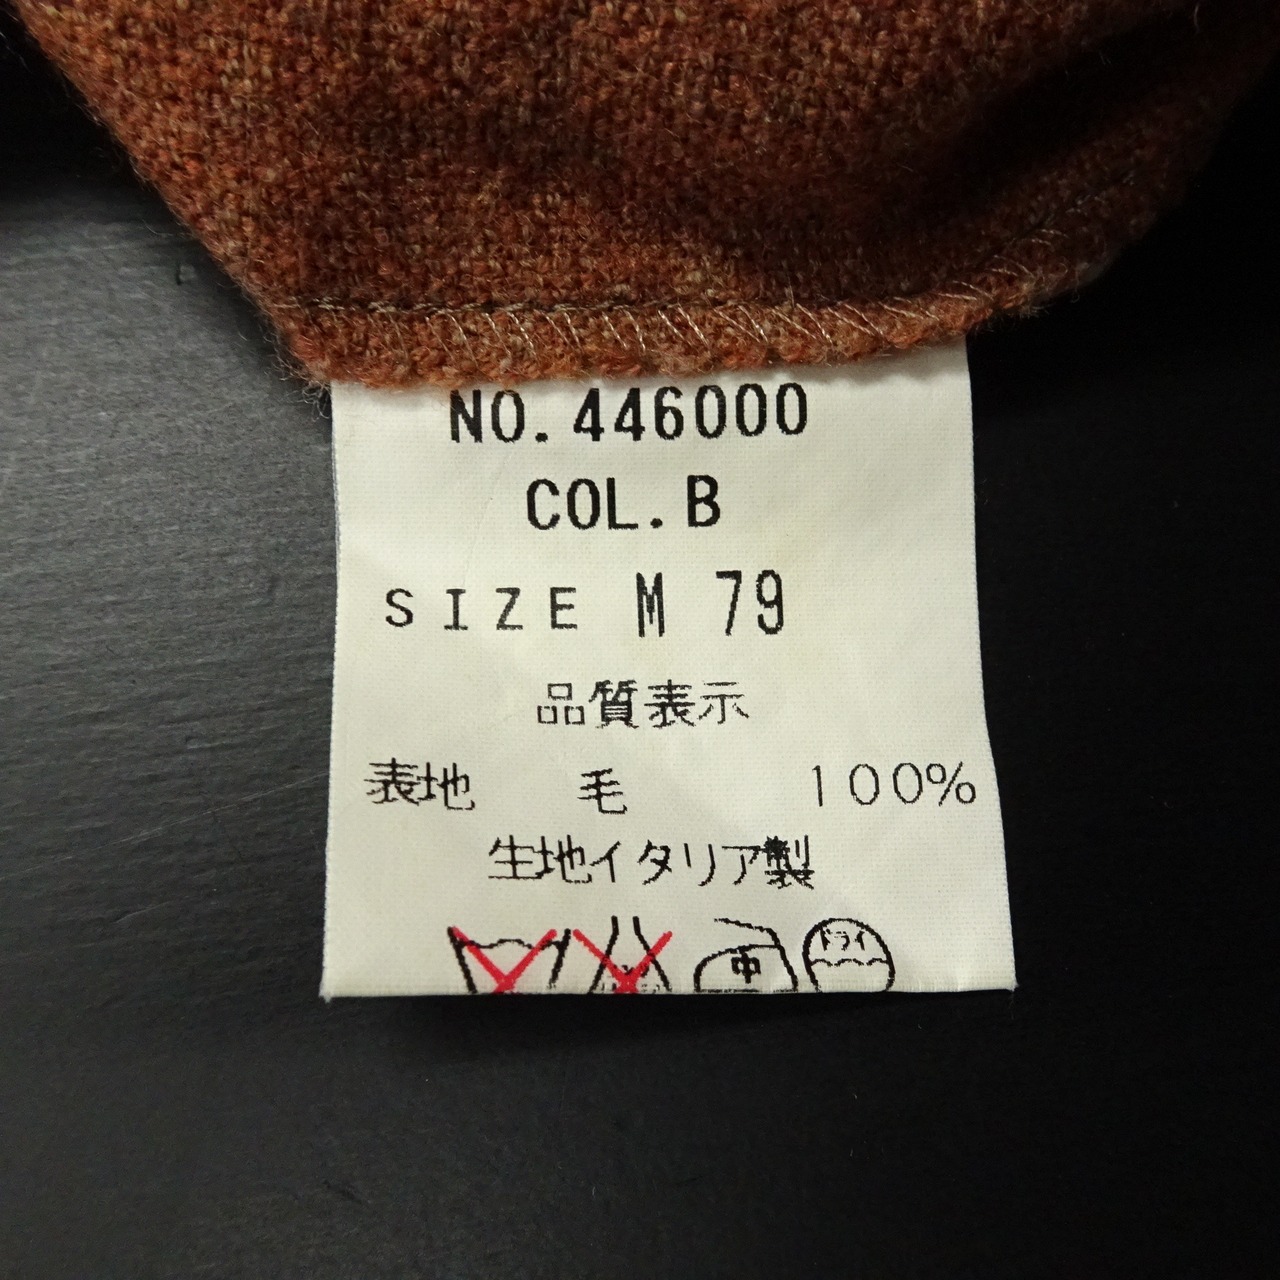 NO. 446000
COL. B
SIZE M 79
品質表示
表地 毛 100%
生地イタリア製
中 ドライ